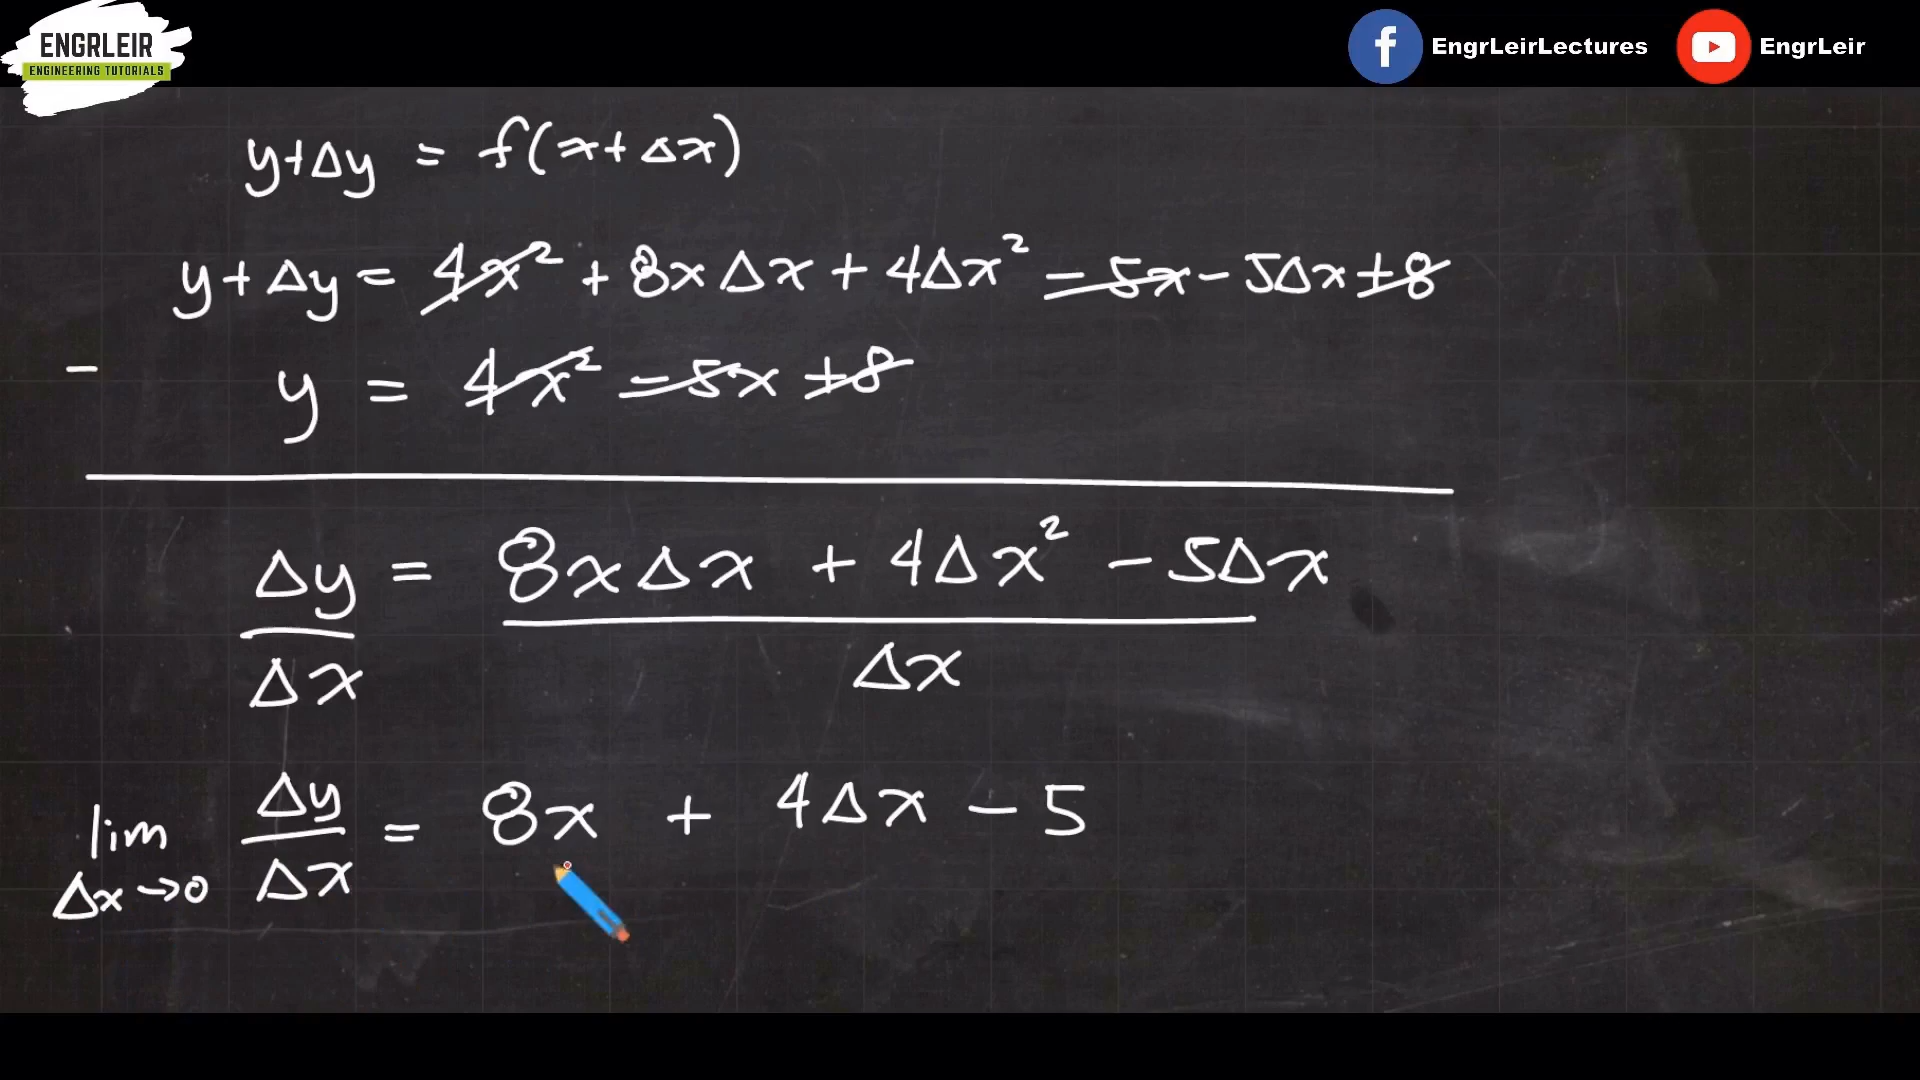 ENGRLEIR
ENGINEERING TUTORIALS
EngrLeirLectures
EngrLeir
y+Δy = f(x+Δx)
y+Δy = 4x² + 8xΔx + 4Δx² - 5x - 5Δx + 8
- y = 4x² - 5x + 8
Δy/Δx = (8xΔx + 4Δx² - 5Δx)/Δx
lim Δx→0 Δy/Δx = 8x + 4Δx - 5